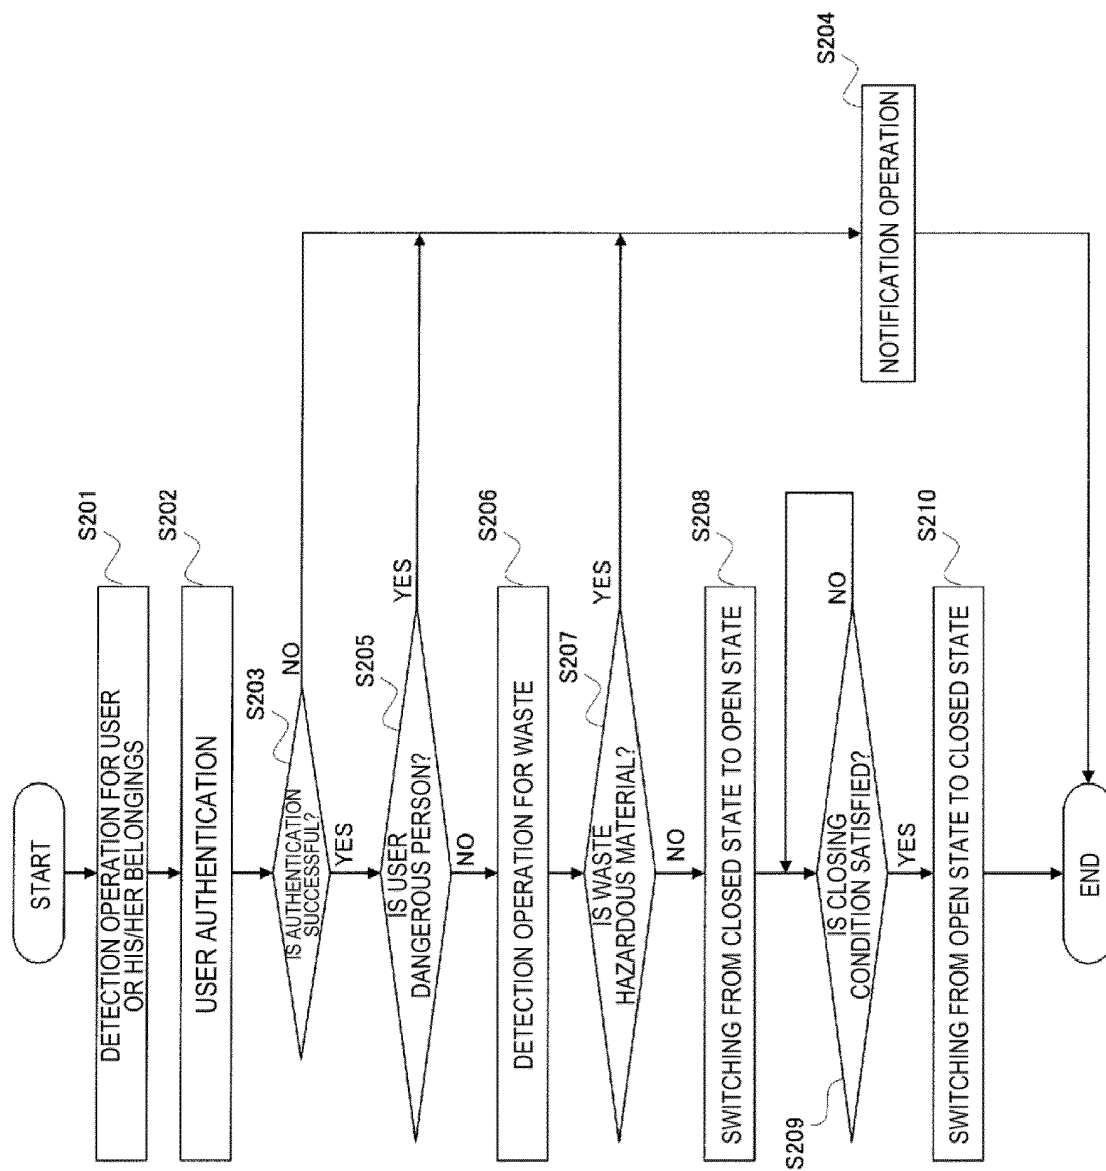 START
S201
DETECTION OPERATION FOR USER
OR HIS/HER BELONGINGS
S202
USER AUTHENTICATION
S203
IS AUTHENTICATION
SUCCESSFUL?
NO
YES
S205
IS USER
DANGEROUS PERSON?
YES
NO
S206
DETECTION OPERATION FOR WASTE
S207
IS WASTE
HAZARDOUS MATERIAL?
YES
NO
S208
SWITCHING FROM CLOSED STATE TO OPEN STATE
S204
NOTIFICATION OPERATION
S209
IS CLOSING
CONDITION SATISFIED?
NO
YES
S210
SWITCHING FROM OPEN STATE TO CLOSED STATE
END